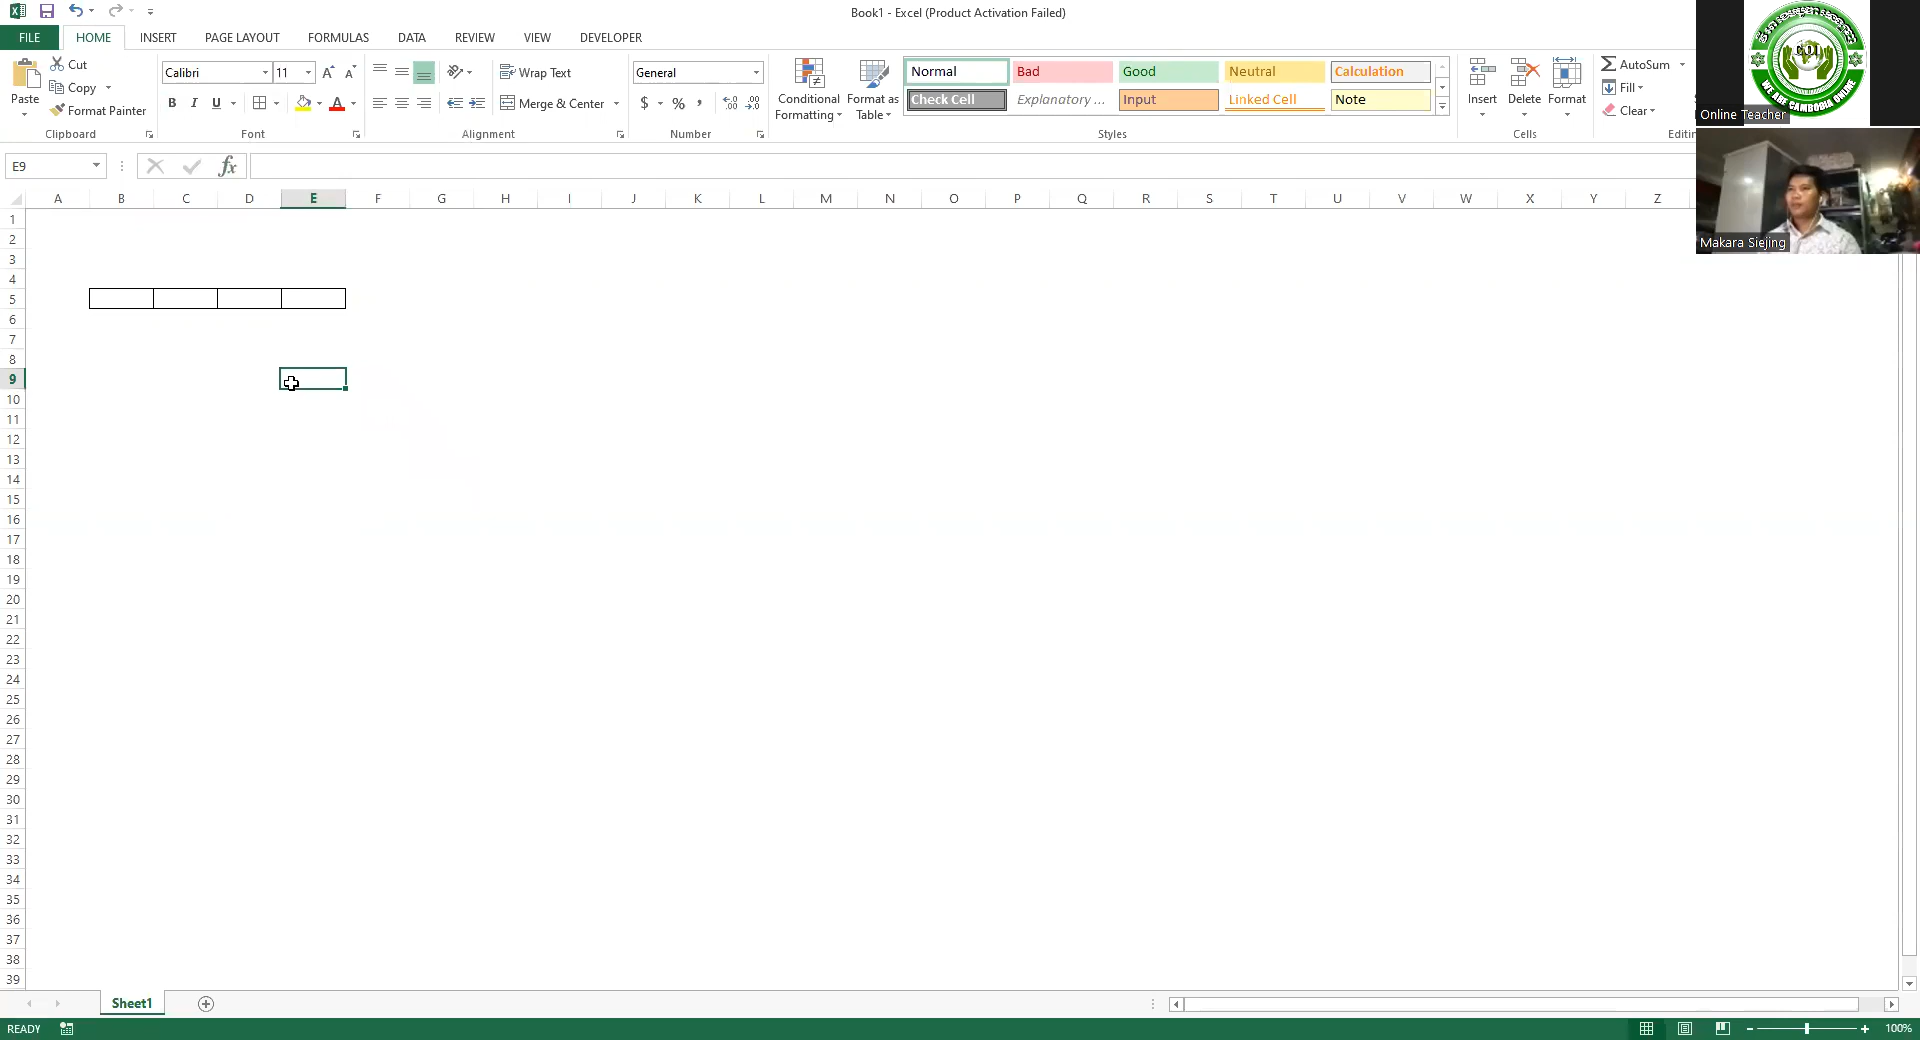 Book1 - Excel (Product Activation Failed)
FILE HOME INSERT PAGE LAYOUT FORMULAS DATA REVIEW VIEW DEVELOPER
Paste
Cut
Copy
Format Painter
Clipboard
Calibri 11
B I U
Font
Wrap Text
Merge & Center
Alignment
General
$ % ,
Number
Conditional Formatting
Format as Table
Normal Bad Good Neutral Calculation
Check Cell Explanatory ... Input Linked Cell Note
Styles
Insert Delete Format
Cells
AutoSum
Fill
Clear
WE ARE CAMBODIA ONLINE
Online Teacher
Makara Siejing
E9
fx
A B C D E F G H I J K L M N O P Q R S T U V W X Y Z
1
2
3
4
5
6
7
8
9
10
11
12
13
14
15
16
17
18
19
20
21
22
23
24
25
26
27
28
29
30
31
32
33
34
35
36
37
38
39
Sheet1
READY
100%